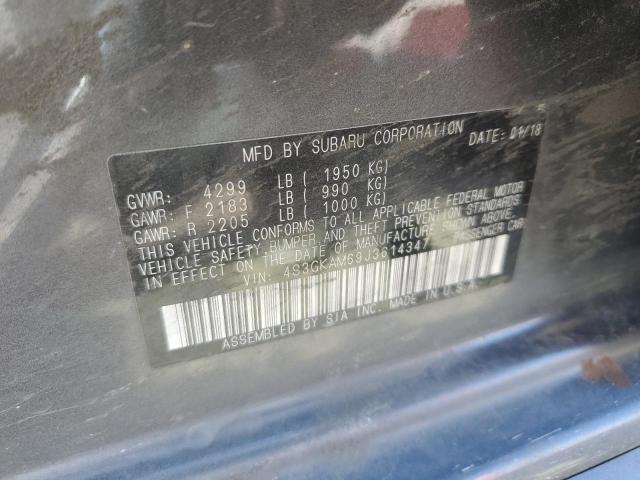 MFD BY SUBARU CORPORATION DATE: 01/18
GVWR: 4299 LB ( 1950 KG)
GAWR: F 2183 LB ( 990 KG)
GAWR: R 2205 LB ( 1000 KG)
THIS VEHICLE CONFORMS TO ALL APPLICABLE FEDERAL MOTOR
VEHICLE SAFETY, BUMPER AND THEFT PREVENTION STANDARDS
IN EFFECT ON THE DATE OF MANUFACTURE SHOWN ABOVE.
VIN: 4S3GKAM69J3614347 PASSENGER CAR
ASSEMBLED BY SIA INC. MADE IN U.S.A.